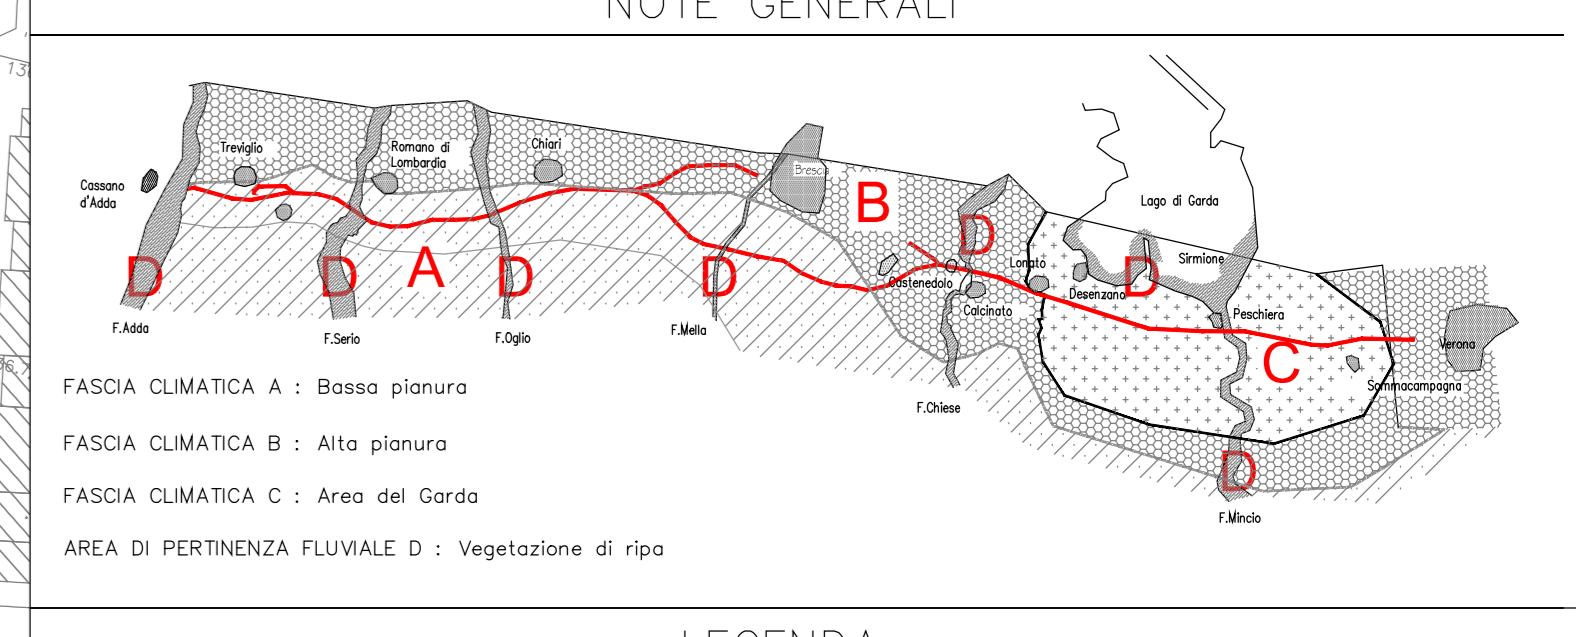 NOTE GENERALI
Treviglio
Romano di
Lombardia
Chiari
Brescia
Cassano
d'Adda
B
D
Lago di Garda
Sirmione
Lonato
Desenzano
D
Castenedolo
Calcinato
Peschiera
Verona
Sommacampagna
D
D
A
D
D
C
D
F.Adda
F.Serio
F.Oglio
F.Mella
F.Chiese
F.Mincio
FASCIA CLIMATICA A : Bassa pianura
FASCIA CLIMATICA B : Alta pianura
FASCIA CLIMATICA C : Area del Garda
AREA DI PERTINENZA FLUVIALE D : Vegetazione di ripa
LEGENDA